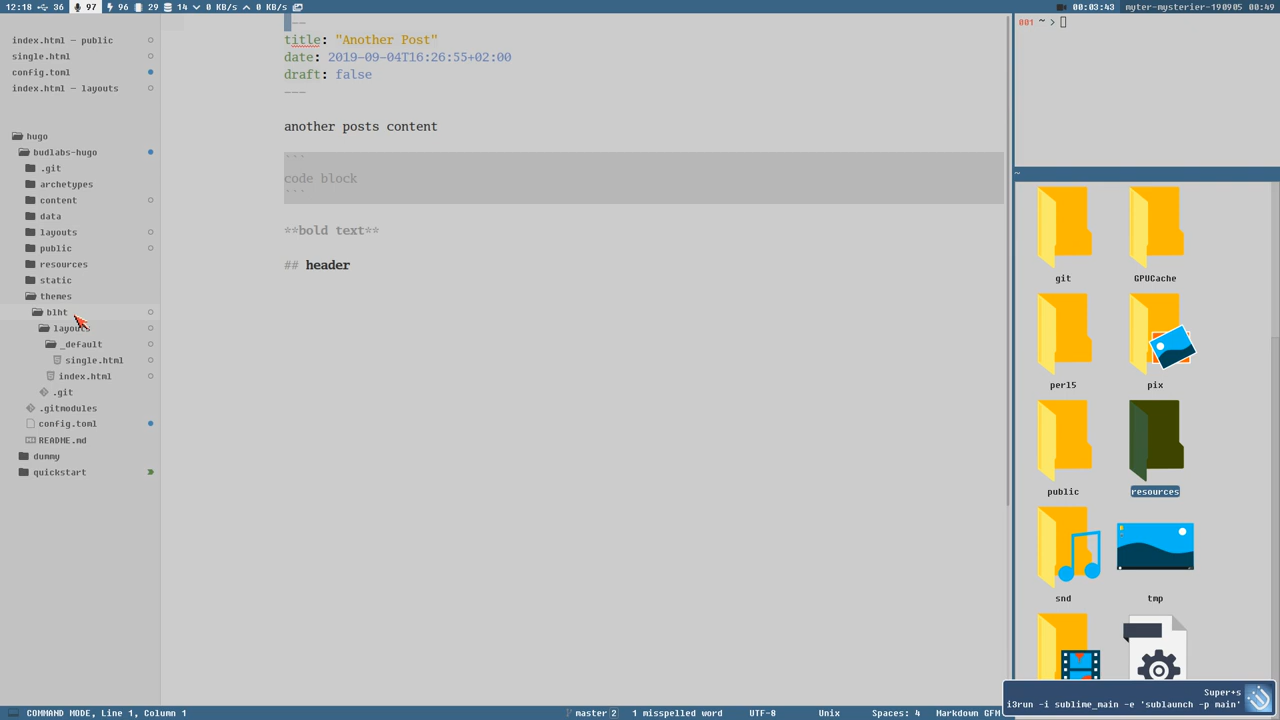 12:18 36 97 96 29 14 0 KB/s 0 KB/s
00:03:43 myter-mysterier-190905 00:49
index.html — public
single.html
config.toml
index.html — layouts
hugo
budlabs-hugo
.git
archetypes
content
data
layouts
public
resources
static
themes
blht
layouts
_default
single.html
index.html
.git
.gitmodules
config.toml
README.md
dummy
quickstart
---
title: "Another Post"
date: 2019-09-04T16:26:55+02:00
draft: false
---
another posts content
```
code block
```
**bold text**
## header
001 ~ >
~
git
GPUCache
perl5
pix
public
resources
snd
tmp
Super+s
i3run -i sublime_main -e 'sublaunch -p main'
COMMAND MODE, Line 1, Column 1
master 2
1 misspelled word
UTF-8
Unix
Spaces: 4
Markdown GFM